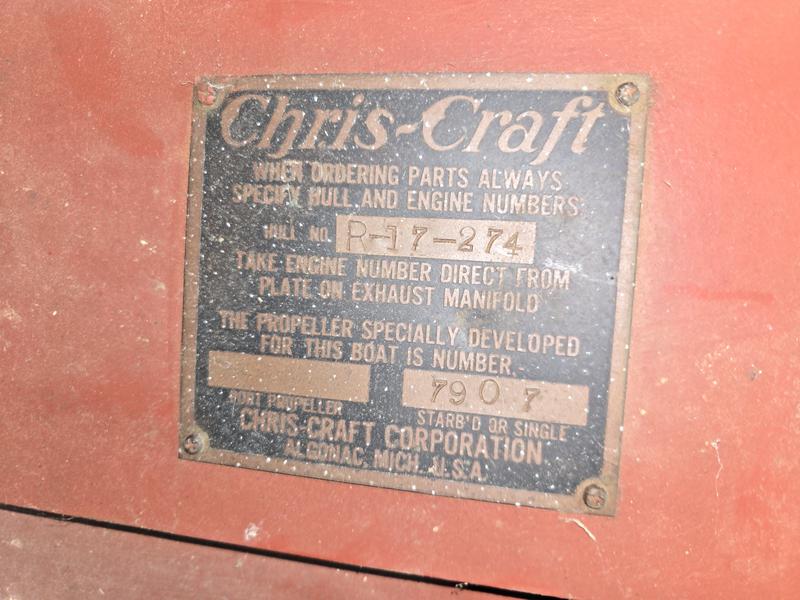 Chris-Craft
WHEN ORDERING PARTS ALWAYS
SPECIFY HULL AND ENGINE NUMBERS
HULL NO. R-17-274
TAKE ENGINE NUMBER DIRECT FROM
PLATE ON EXHAUST MANIFOLD
THE PROPELLER SPECIALLY DEVELOPED
FOR THIS BOAT IS NUMBER
7907
PORT PROPELLER STARB'D OR SINGLE
CHRIS-CRAFT CORPORATION
ALGONAC, MICH., U.S.A.